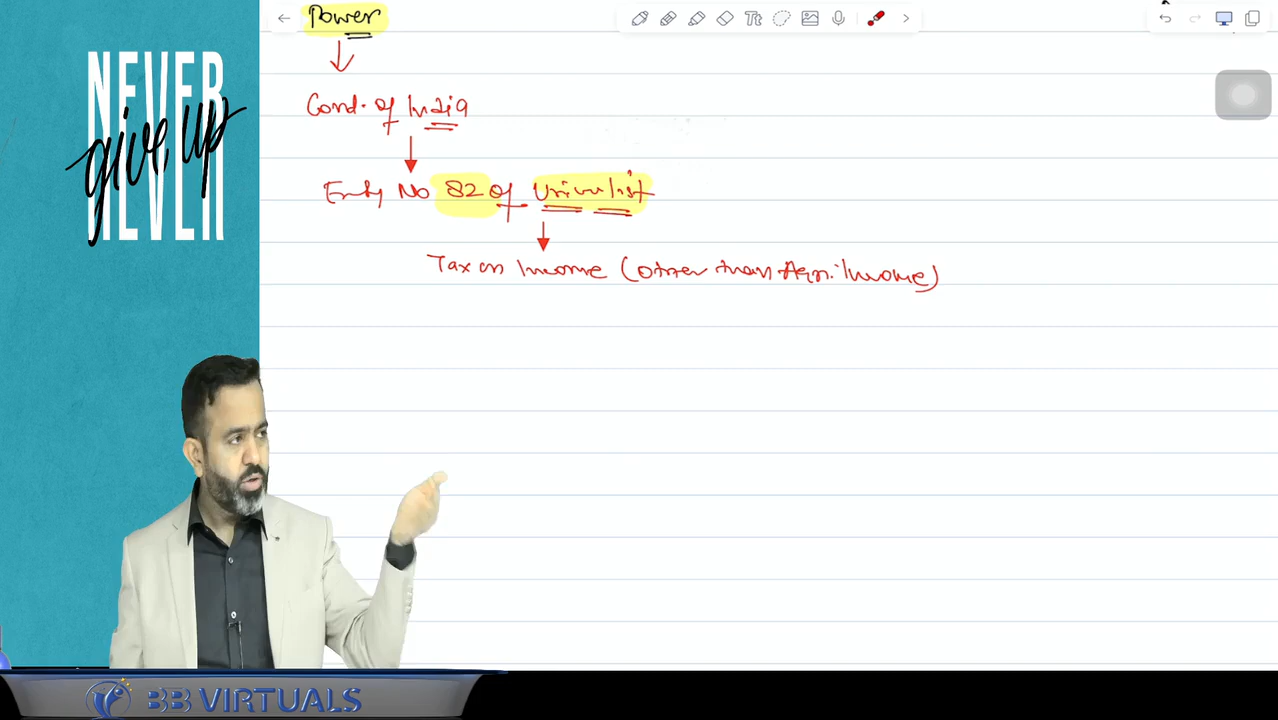 Power
Cons. of India
Entry No 82 of Union list
Tax on Income (other than Agri. Income)
NEVER
give up
NEVER
BB VIRTUALS